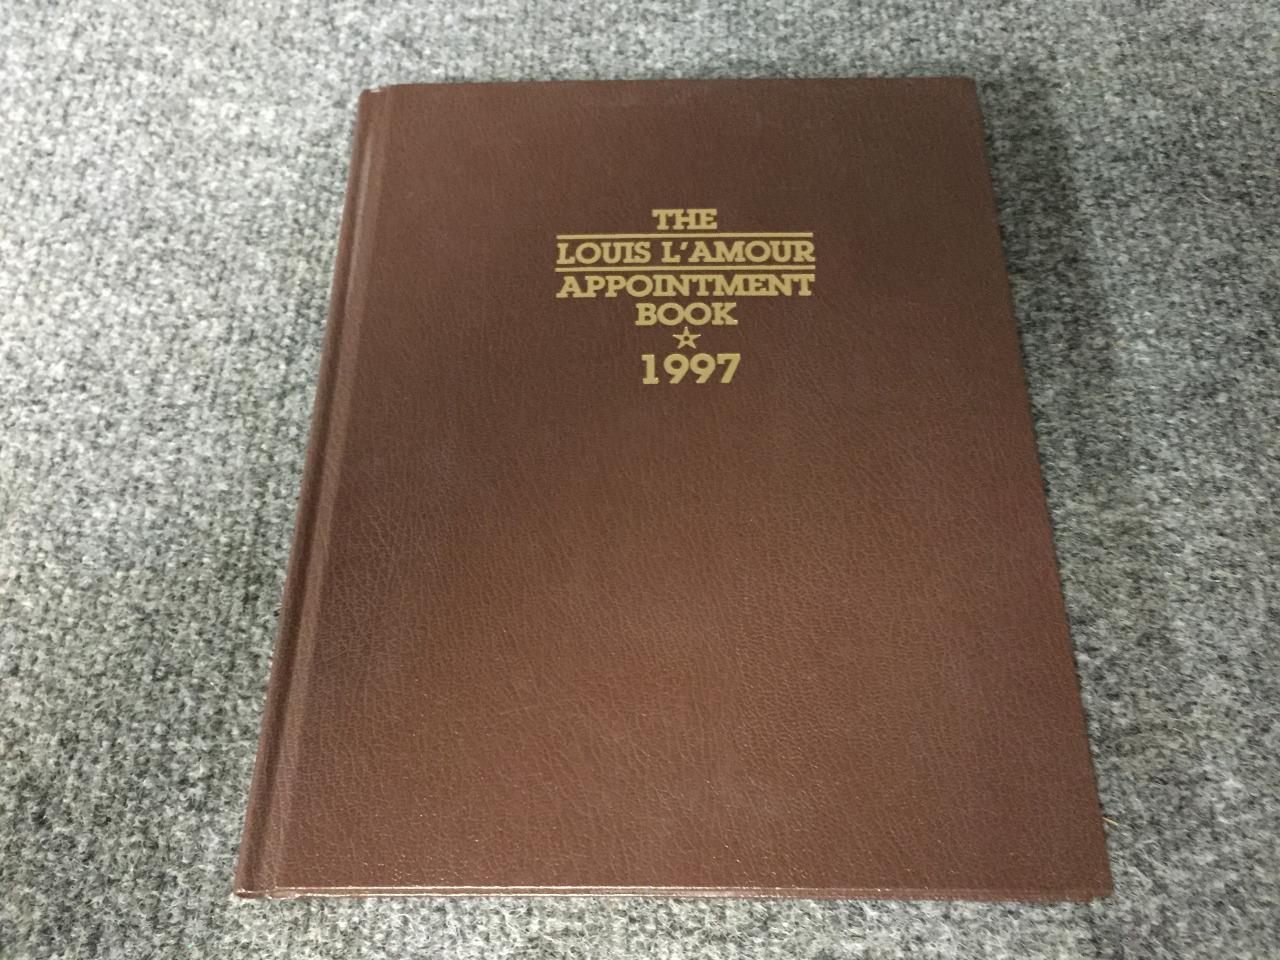 THE
LOUIS L'AMOUR
APPOINTMENT
BOOK
1997